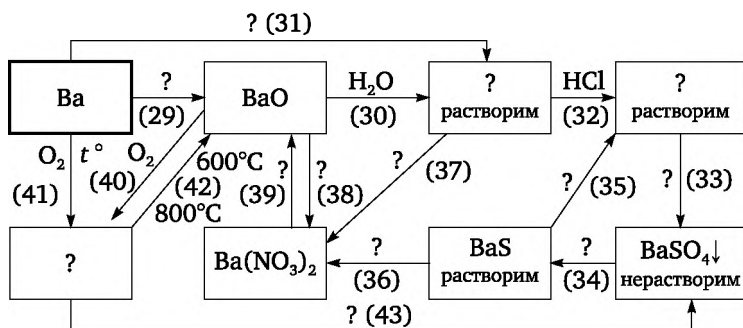 ? (31)
Ba
?
(29)
BaO
H₂O
(30)
?
растворим
HCl
(32)
?
растворим
O₂ t° O₂
(41)
(40)
600°C
(42)
800°C
?
(39)
?
(38)
?
(37)
?
(35)
?
(33)
?
Ba(NO₃)₂
?
(36)
BaS
растворим
?
(34)
BaSO₄↓
нерастворим
? (43)